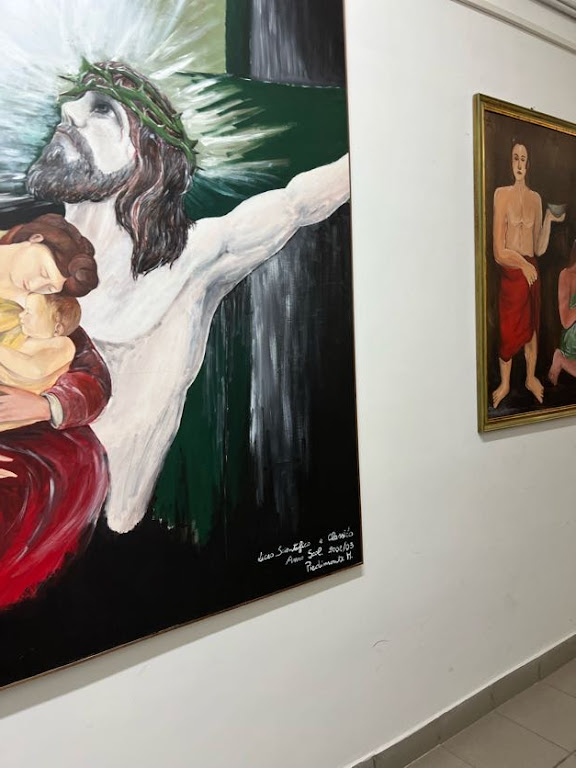 Liceo Scientifico e Classico
Anno Scol. 2002/03
Piedimonte M.